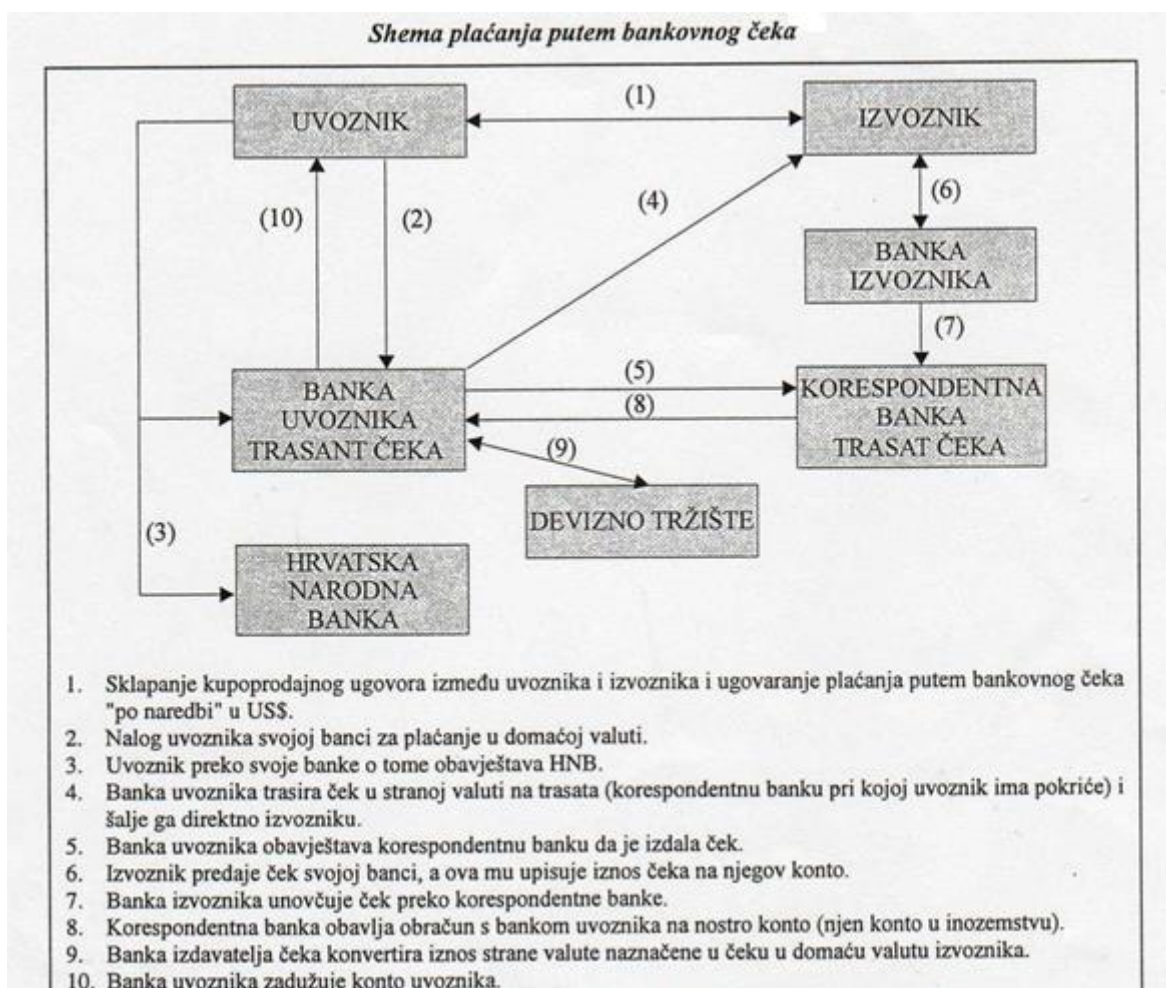 Shema plaćanja putem bankovnog čeka
UVOZNIK
(1)
IZVOZNIK
(10)
(2)
(4)
(6)
BANKA
IZVOZNIKA
(7)
BANKA
UVOZNIKA
TRASANT ČEKA
(5)
(8)
KORESPONDENTNA
BANKA
TRASAT ČEKA
(9)
DEVIZNO TRŽIŠTE
(3)
HRVATSKA
NARODNA
BANKA
1. Sklapanje kupoprodajnog ugovora između uvoznika i izvoznika i ugovaranje plaćanja putem bankovnog čeka
"po naredbi" u US$.
2. Nalog uvoznika svojoj banci za plaćanje u domaćoj valuti.
3. Uvoznik preko svoje banke o tome obavještava HNB.
4. Banka uvoznika trasira ček u stranoj valuti na trasata (korespondentnu banku pri kojoj uvoznik ima pokriće) i
šalje ga direktno izvozniku.
5. Banka uvoznika obavještava korespondentnu banku da je izdala ček.
6. Izvoznik predaje ček svojoj banci, a ova mu upisuje iznos čeka na njegov konto.
7. Banka izvoznika unovčuje ček preko korespondentne banke.
8. Korespondentna banka obavlja obračun s bankom uvoznika na nostro konto (njen konto u inozemstvu).
9. Banka izdavatelja čeka konvertira iznos strane valute naznačene u čeku u domaću valutu izvoznika.
10. Banka uvoznika zadužuje konto uvoznika.